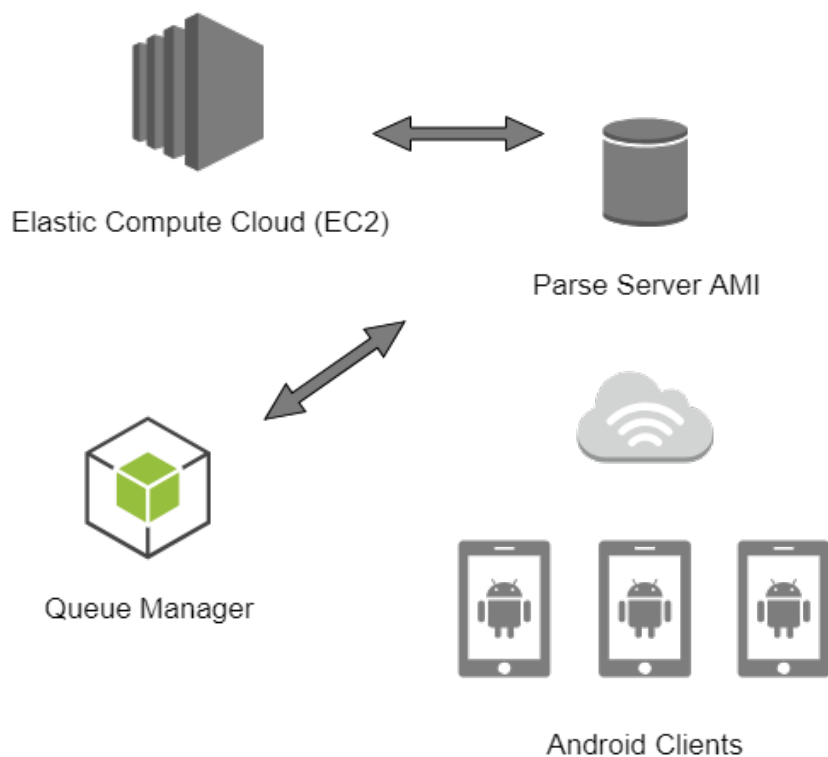 Elastic Compute Cloud (EC2)
Parse Server AMI
Queue Manager
Android Clients